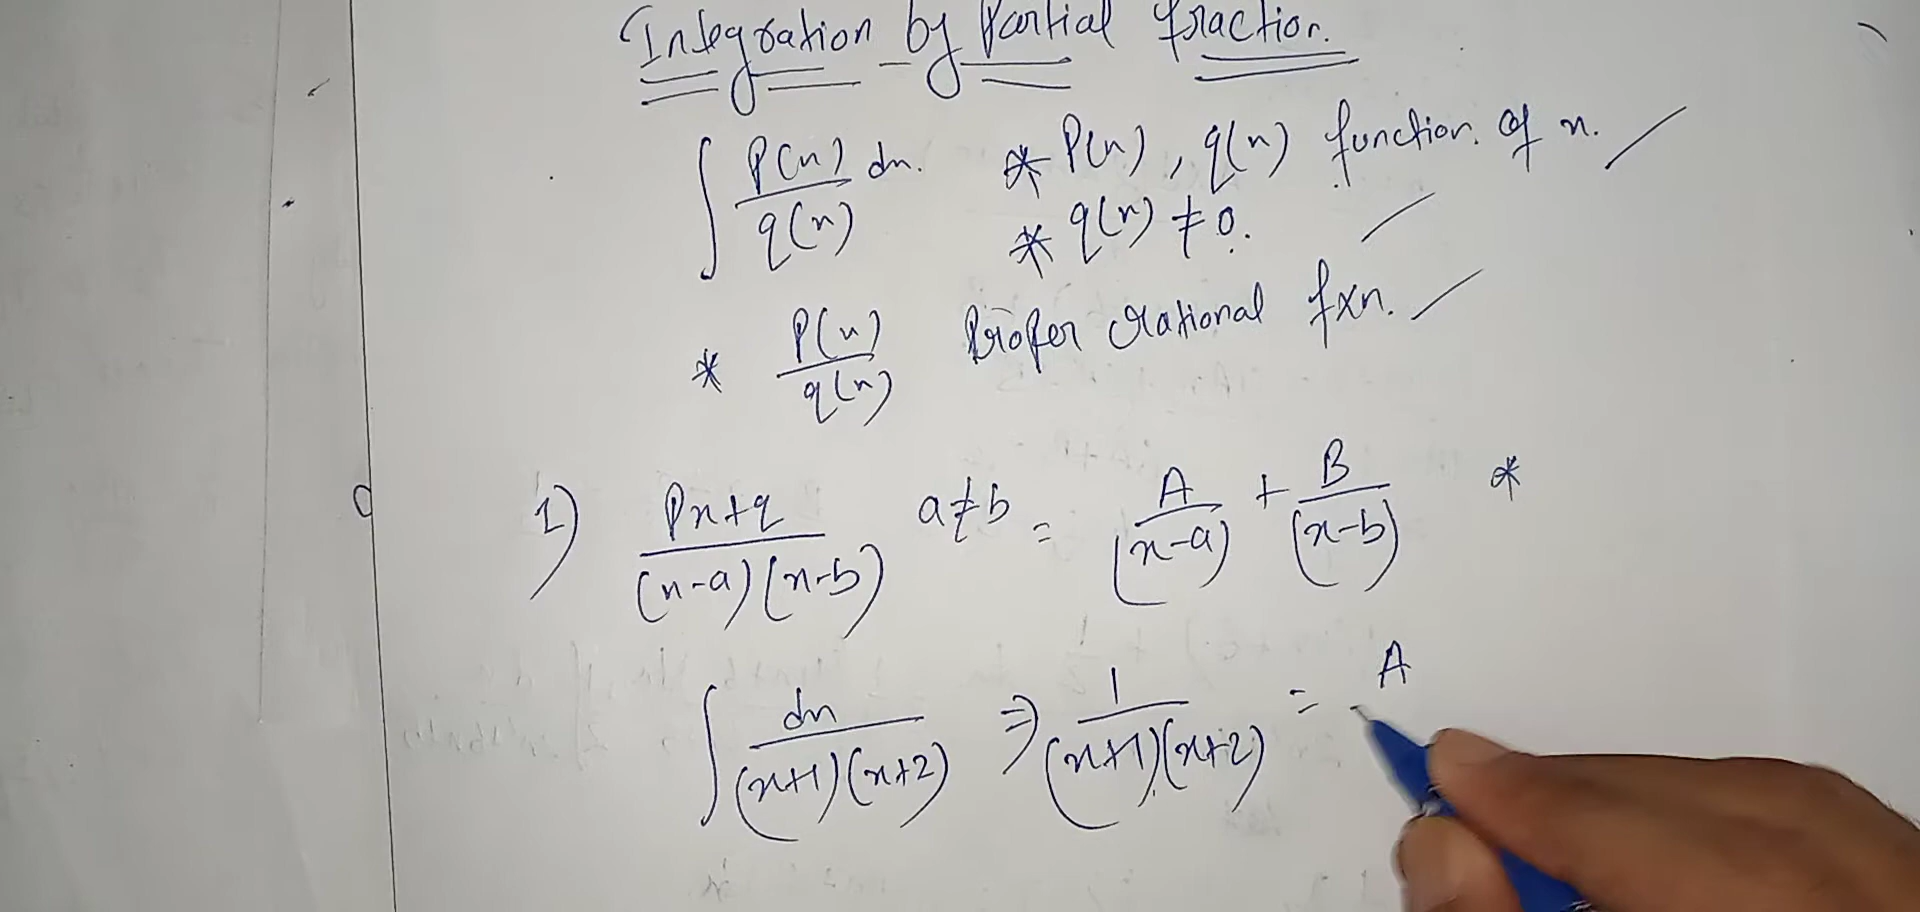 Integration by Partial fraction.
∫ P(x)/q(x) dx. * P(x), q(x) function. of x.
* q(x) ≠ 0.
* P(x)/q(x) Proper rational fxn.
1) Px+q/(x-a)(x-b) a≠b = A/(x-a) + B/(x-b) *
∫ dx/(x+1)(x+2) ⇒ 1/(x+1)(x+2) = A